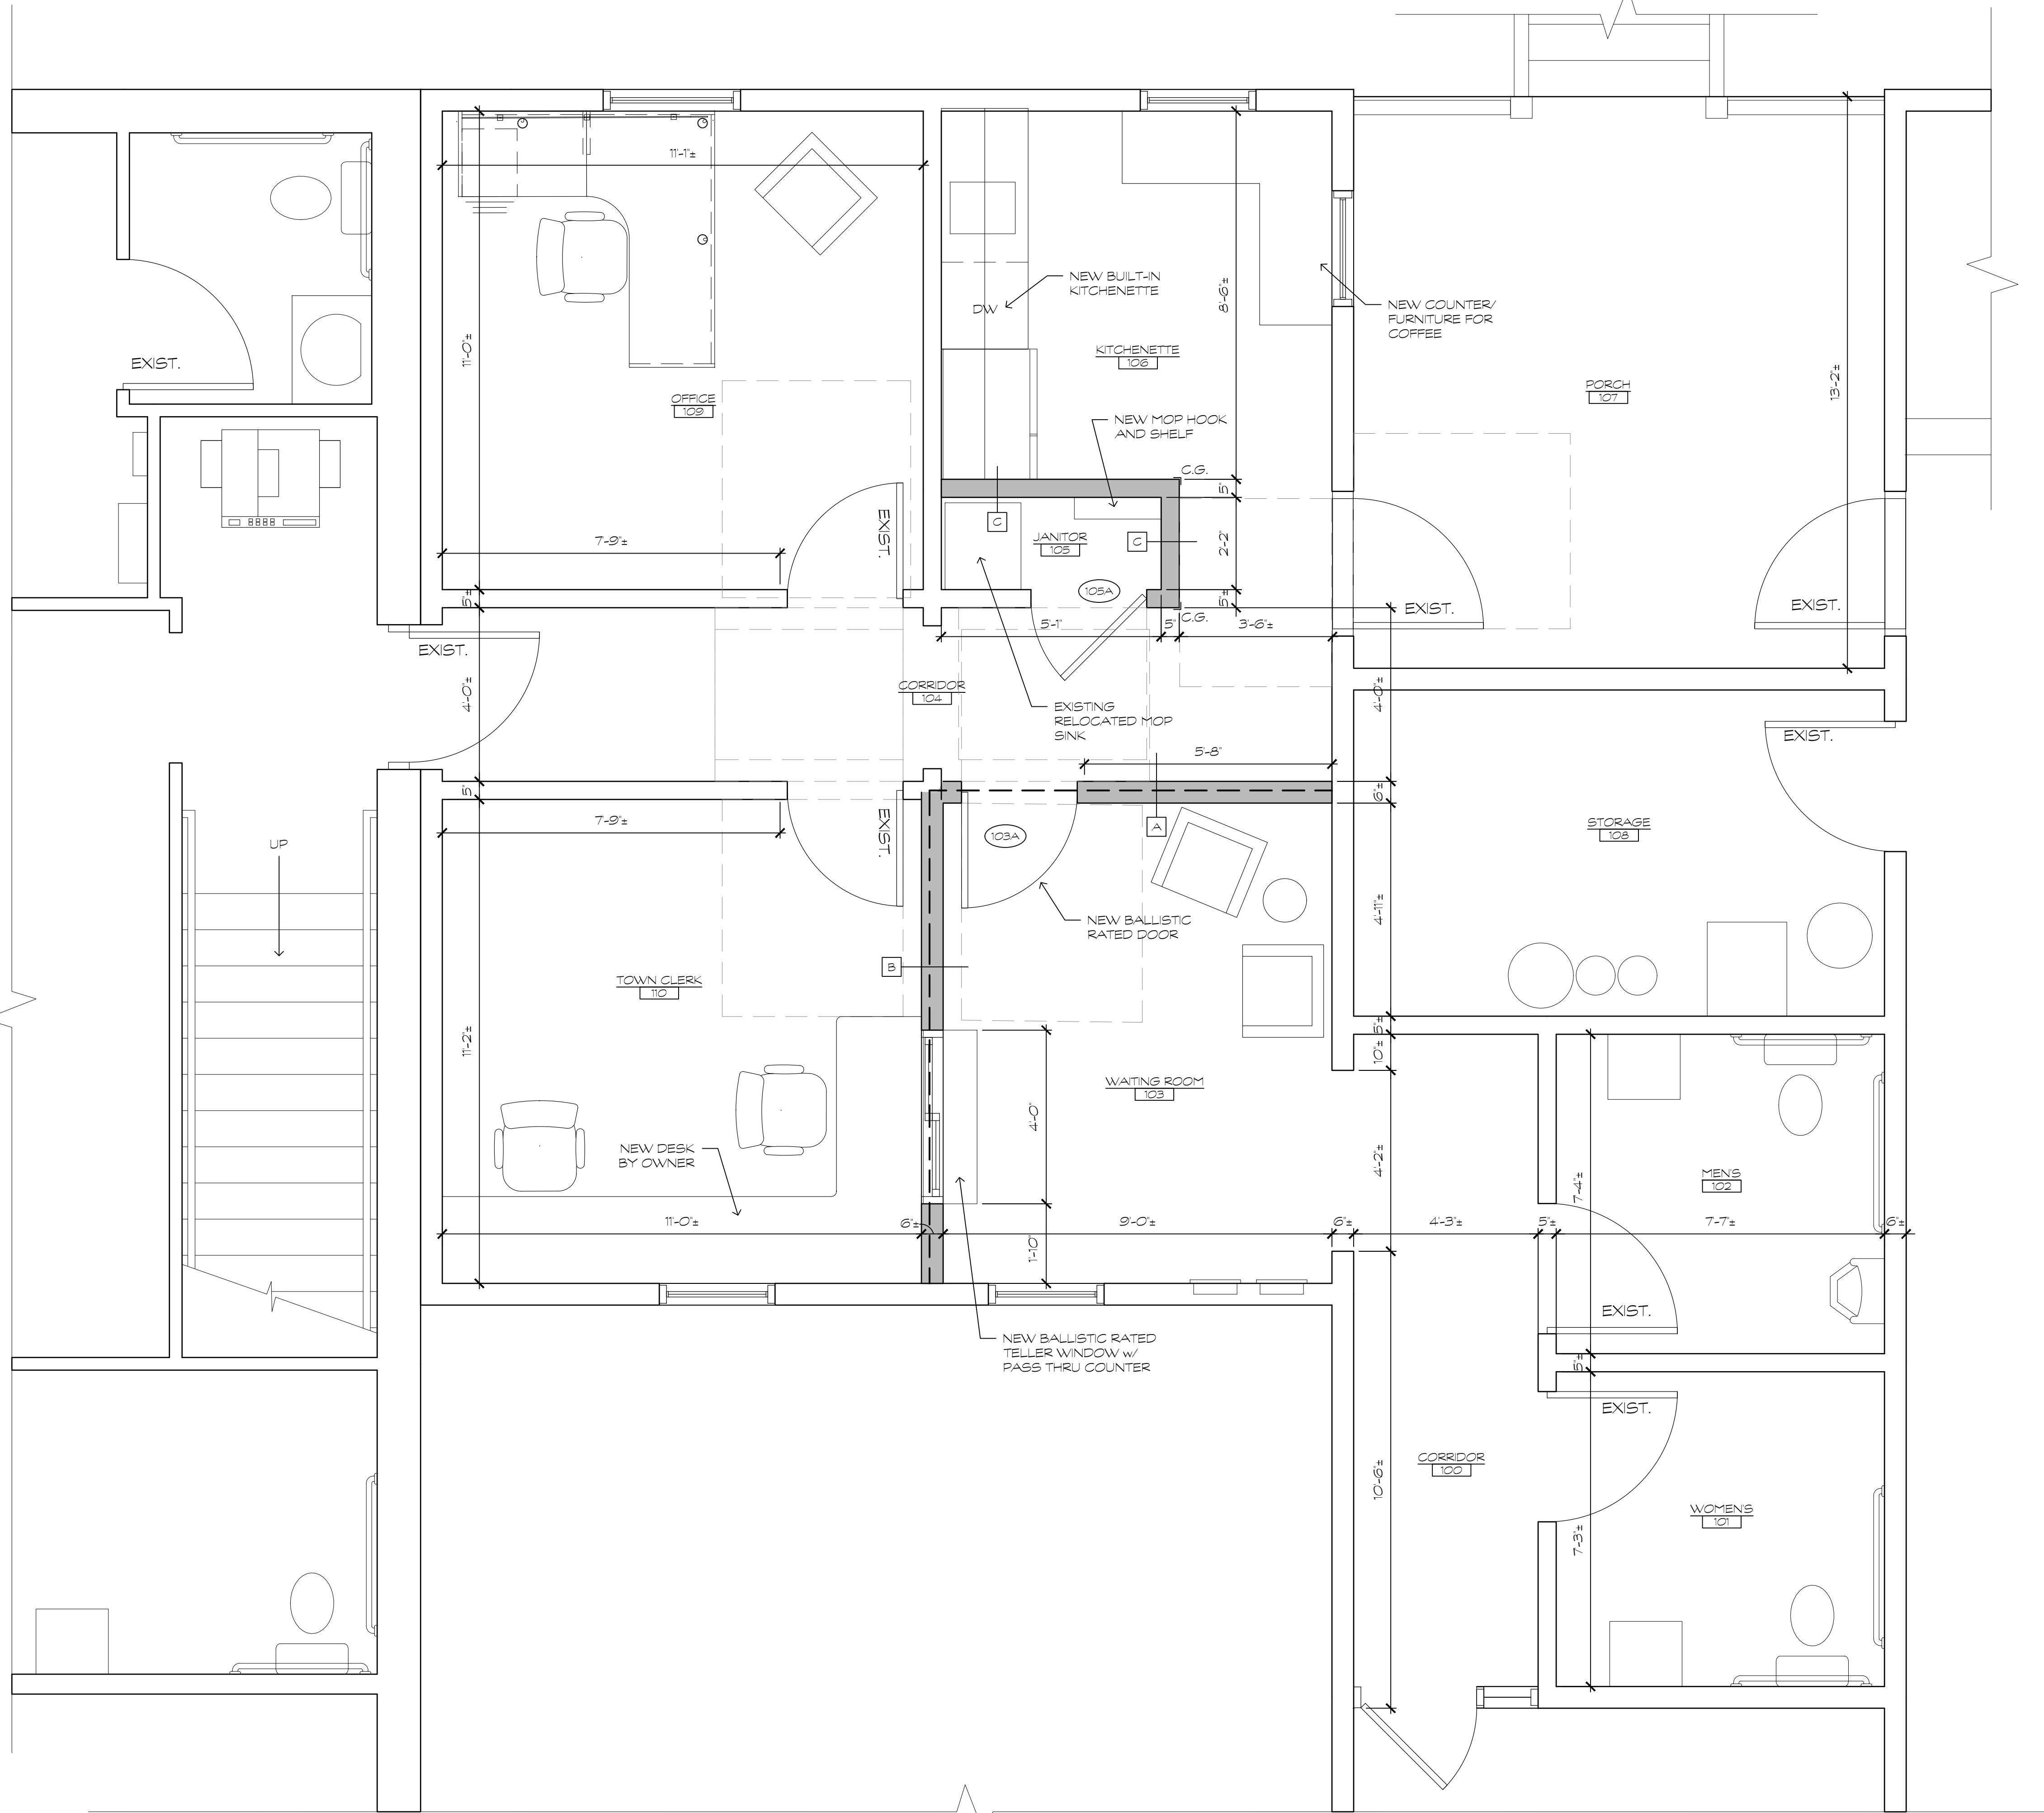 11'-1"±
EXIST.
11'-0"±
OFFICE
109
7'-9"±
EXIST.
5"±
NEW BUILT-IN
KITCHENETTE
DW
8'-6"±
KITCHENETTE
106
NEW COUNTER/
FURNITURE FOR
COFFEE
PORCH
107
13'-2"±
NEW MOP HOOK
AND SHELF
C.G.
5"
C
JANITOR
105
C
2'-2"
105A
5"±
C.G.
5'-1"
5"
3'-6"±
EXIST.
EXIST.
EXIST.
4'-0"±
CORRIDOR
104
EXISTING
RELOCATED MOP
SINK
4'-0"±
EXIST.
5'-8"
5"
6"±
7'-9"±
EXIST.
103A
A
STORAGE
108
UP
4'-11"±
NEW BALLISTIC
RATED DOOR
B
TOWN CLERK
110
11'-2"±
5"±
10"±
WAITING ROOM
103
4'-0"
4'-2"±
NEW DESK
BY OWNER
MEN'S
102
7'-4"±
11'-0"±
6"±
9'-0"±
6"±
4'-3"±
5"±
7'-7"±
6"±
1'-10"
EXIST.
NEW BALLISTIC RATED
TELLER WINDOW w/
PASS THRU COUNTER
5"±
EXIST.
CORRIDOR
100
10'-6"±
WOMEN'S
101
7'-3"±